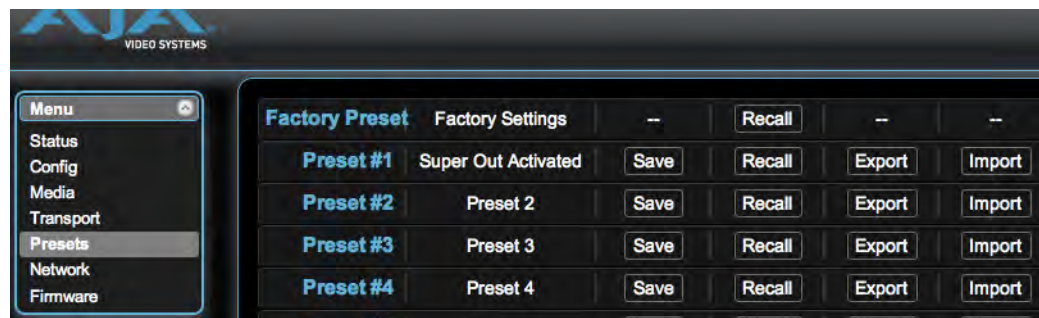 AJA
VIDEO SYSTEMS
Menu
Status
Config
Media
Transport
Presets
Network
Firmware
Factory Preset Factory Settings -- Recall -- --
Preset #1 Super Out Activated Save Recall Export Import
Preset #2 Preset 2 Save Recall Export Import
Preset #3 Preset 3 Save Recall Export Import
Preset #4 Preset 4 Save Recall Export Import